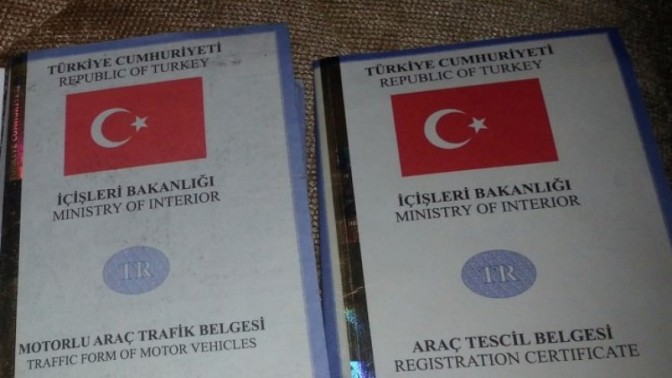 TÜRKİYE CUMHURİYETİ
REPUBLIC OF TURKEY
İÇİŞLERİ BAKANLIĞI
MINISTRY OF INTERIOR
TR
MOTORLU ARAÇ TRAFİK BELGESİ
TRAFFIC FORM OF MOTOR VEHICLES
TÜRKİYE CUMHURİYETİ
REPUBLIC OF TURKEY
İÇİŞLERİ BAKANLIĞI
MINISTRY OF INTERIOR
TR
ARAÇ TESCİL BELGESİ
REGISTRATION CERTIFICATE